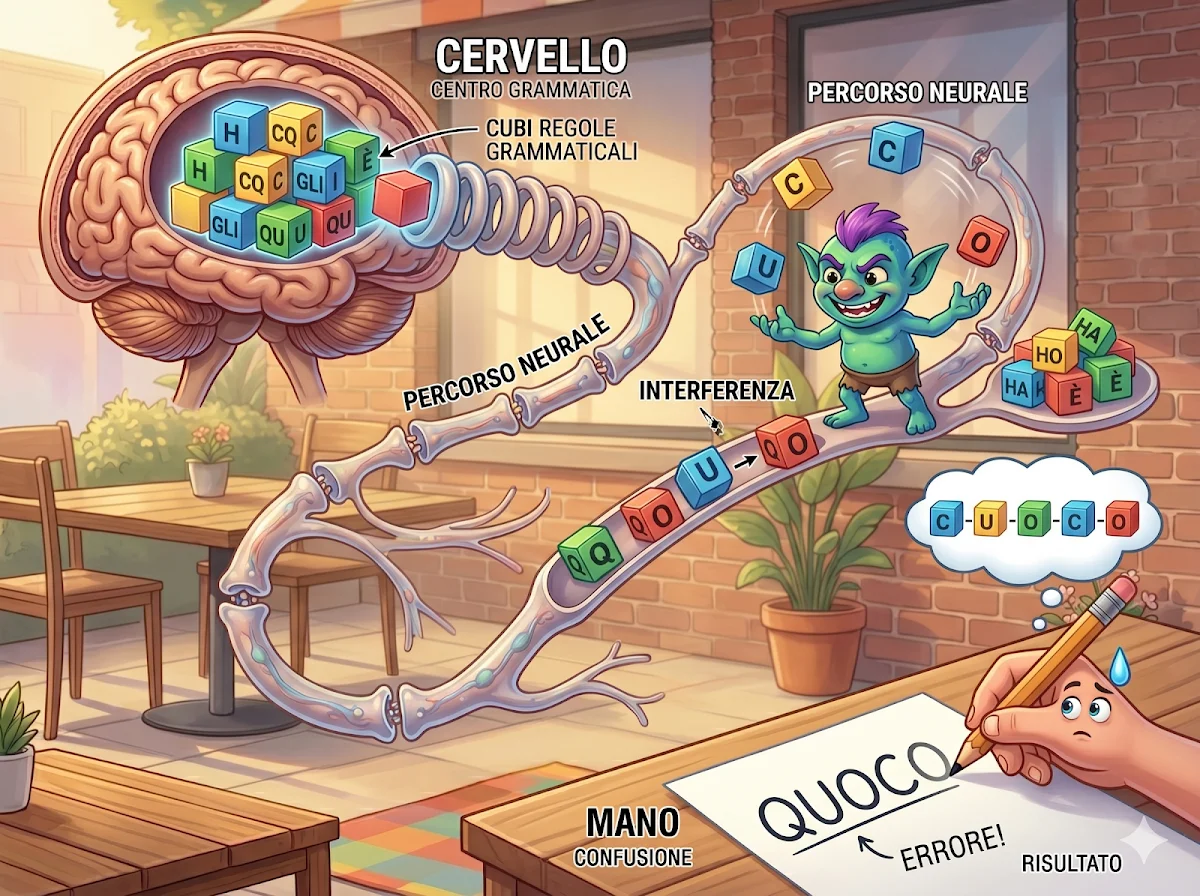 CERVELLO
CENTRO GRAMMATICA
CUBI REGOLE
GRAMMATICALI
H
CQ C
H
CQ C
GLI I
È
GLI
QU U
QU
PERCORSO NEURALE
C
C
U
O
PERCORSO NEURALE
INTERFERENZA
HA
HO
HA
È
È
Q Q
Q O
U
Q O
C-U-O-C-O
QUOCO
ERRORE!
MANO
CONFUSIONE
RISULTATO